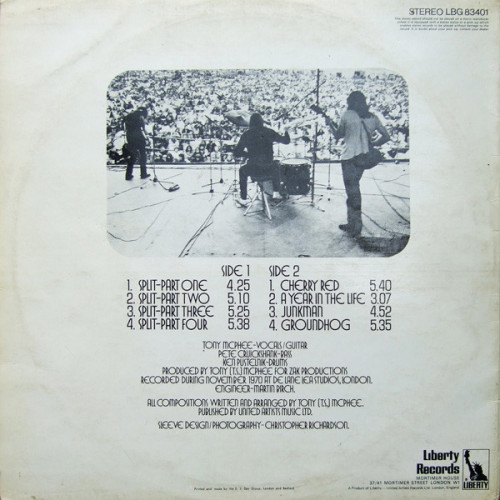 STEREO LBG 83401
SIDE 1
1. SPLIT-PART ONE 4.25
2. SPLIT-PART TWO 5.10
3. SPLIT-PART THREE 5.25
4. SPLIT-PART FOUR 5.38
SIDE 2
1. CHERRY RED 5.40
2. A YEAR IN THE LIFE 3.07
3. JUNKMAN 4.52
4. GROUNDHOG 5.35
TONY MCPHEE-VOCALS/GUITAR
PETE CRUICKSHANK-BASS
KEN PUSTELNIK-DRUMS
PRODUCED BY TONY (T.S.) MCPHEE FOR ZAK PRODUCTIONS
RECORDED DURING NOVEMBER 1970 AT DE LANE LEA STUDIOS, LONDON.
ENGINEER-MARTIN BIRCH.
ALL COMPOSITIONS WRITTEN AND ARRANGED BY TONY (T.S.) MCPHEE.
PUBLISHED BY UNITED ARTISTS MUSIC LTD.
SLEEVE DESIGN/PHOTOGRAPHY-CHRISTOPHER RICHARDSON.
Liberty
Records
MORTIMER HOUSE
37/41 MORTIMER STREET LONDON W1
LIBERTY